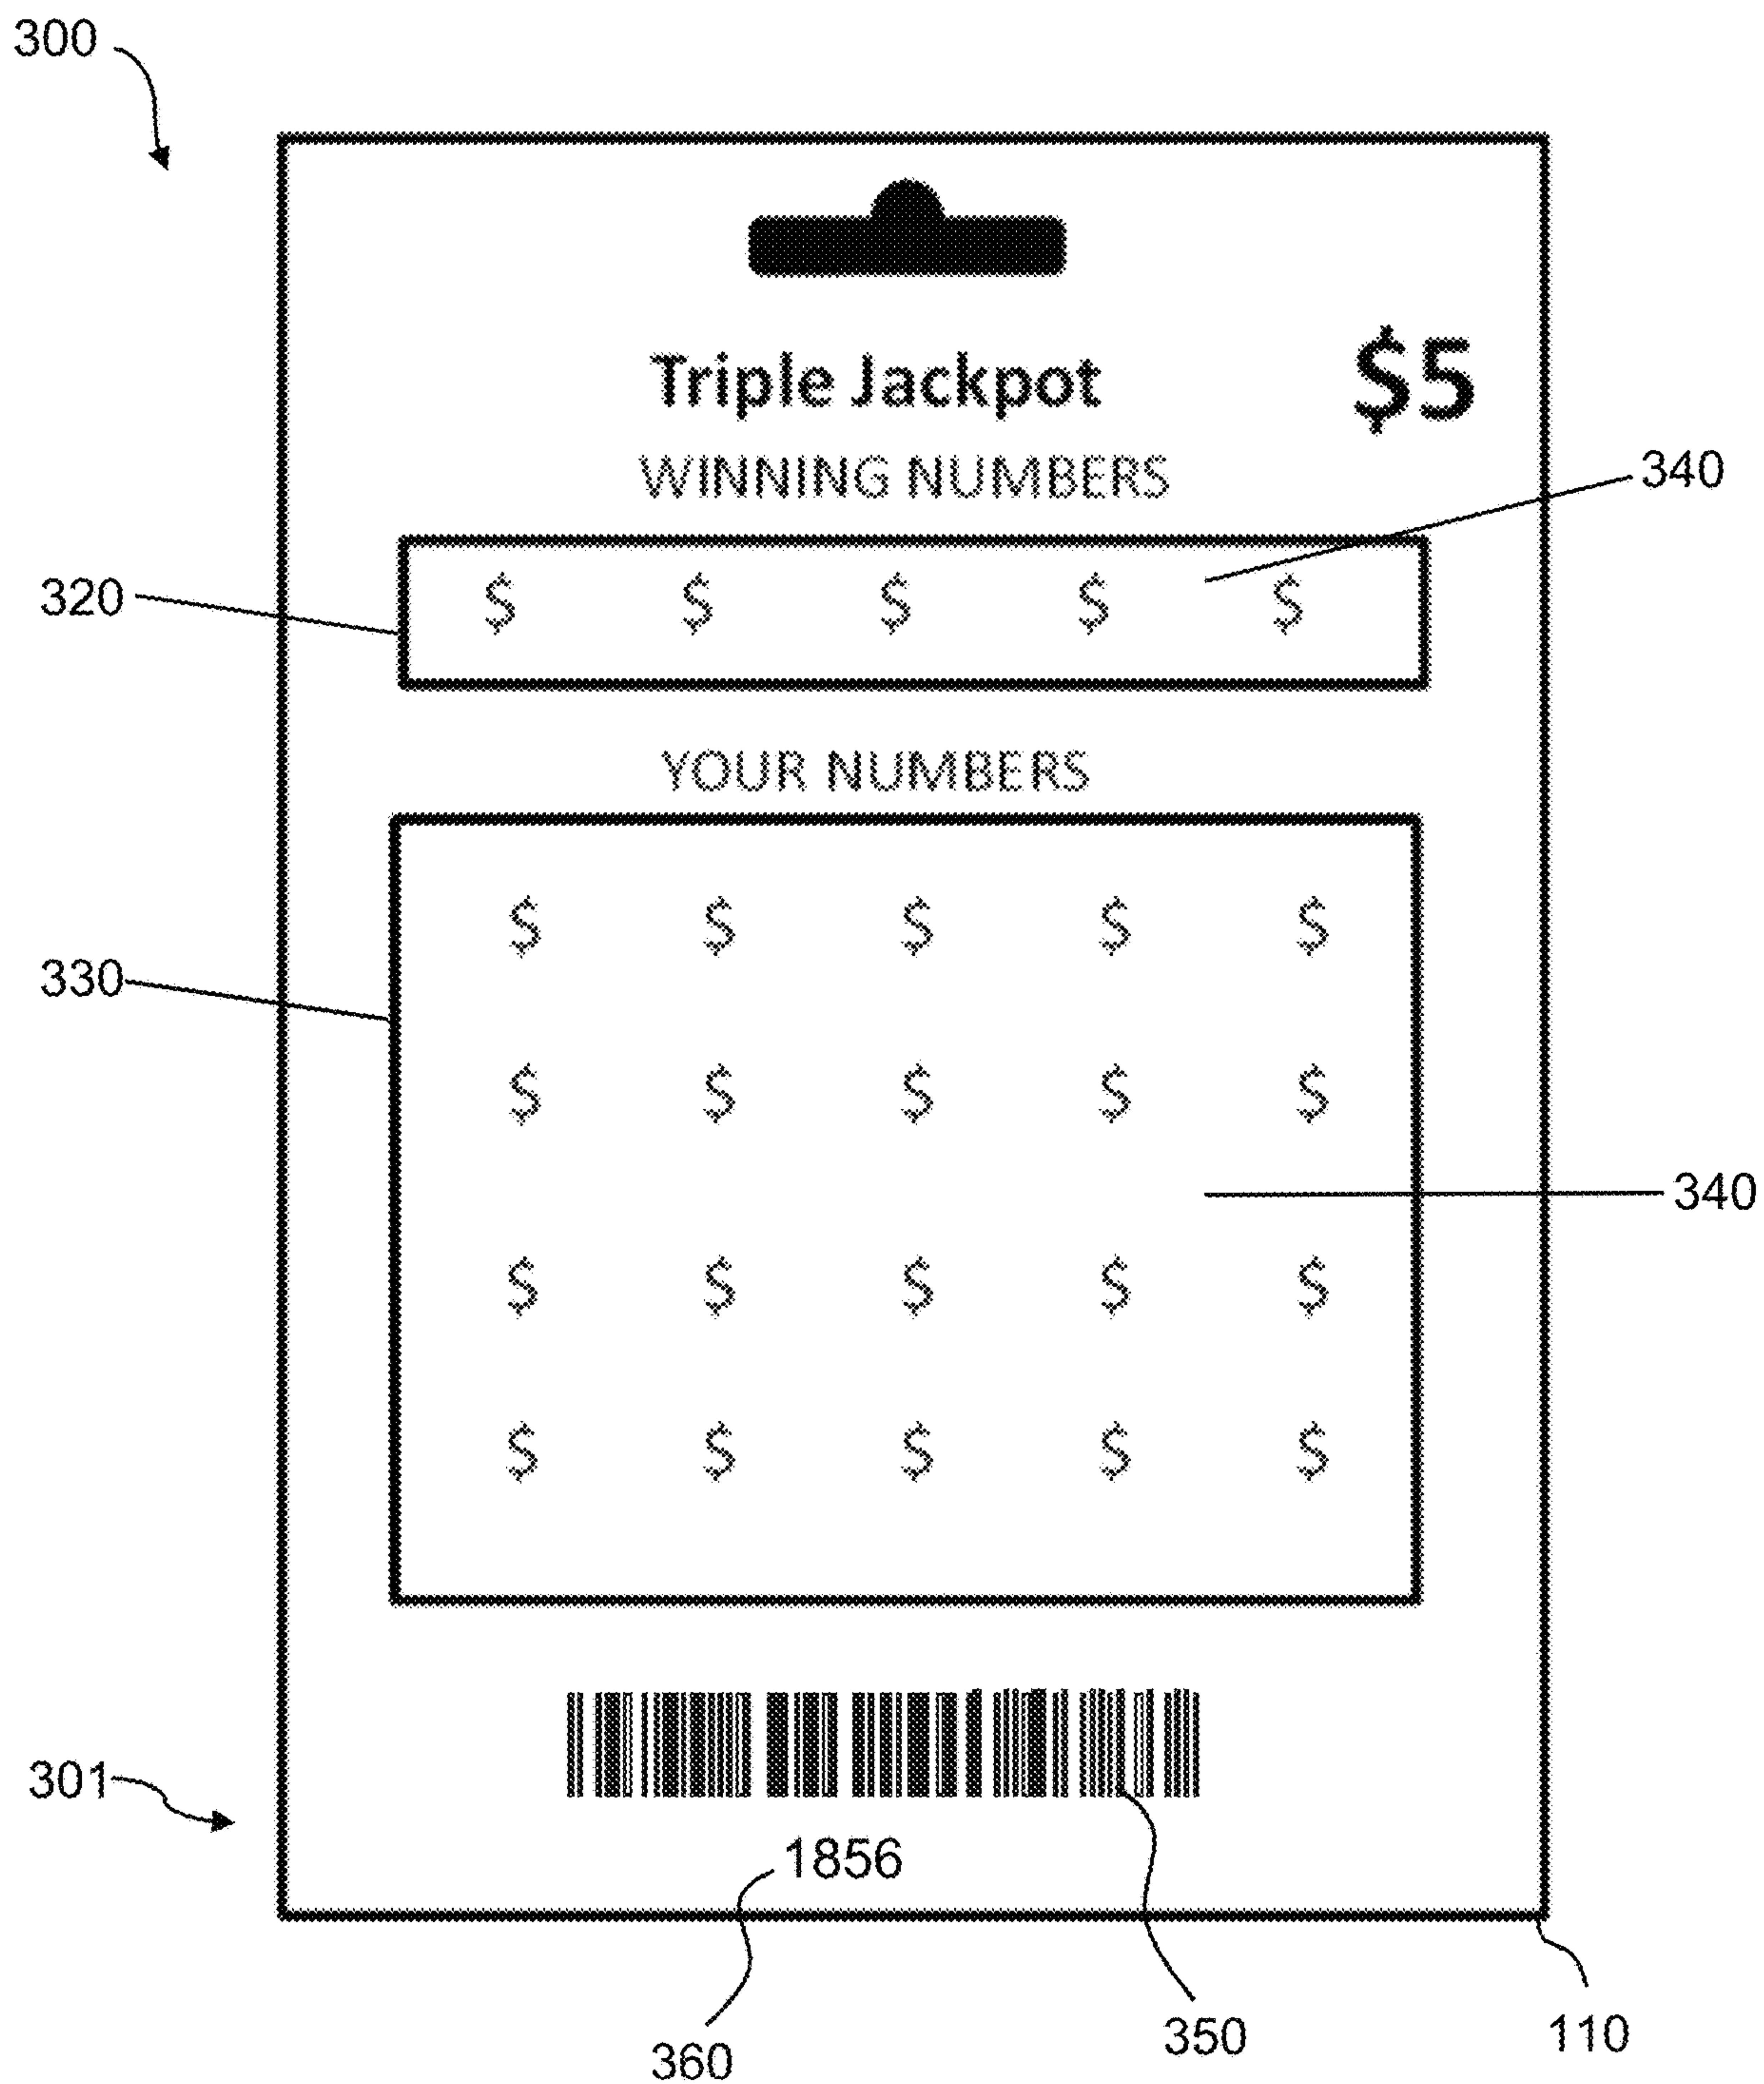 300
Triple Jackpot
$5
WINNING NUMBERS
340
320
$ $ $ $ $
YOUR NUMBERS
330
$ $ $ $ $
$ $ $ $ $
340
$ $ $ $ $
$ $ $ $ $
301
1856
360
350
110